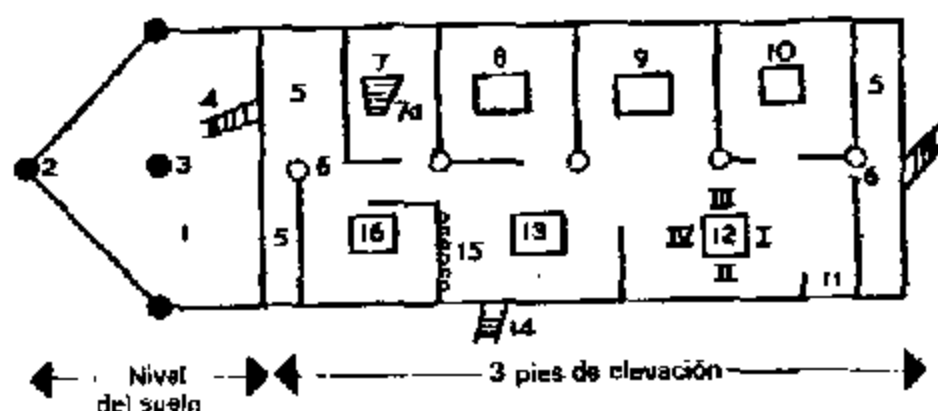 7 8 9 10
4 5 7a 5
2 3 6 6
III
1 5 16 15 13 IV 12 I
II
11
14
3 pies de elevación
Nivel
del suelo